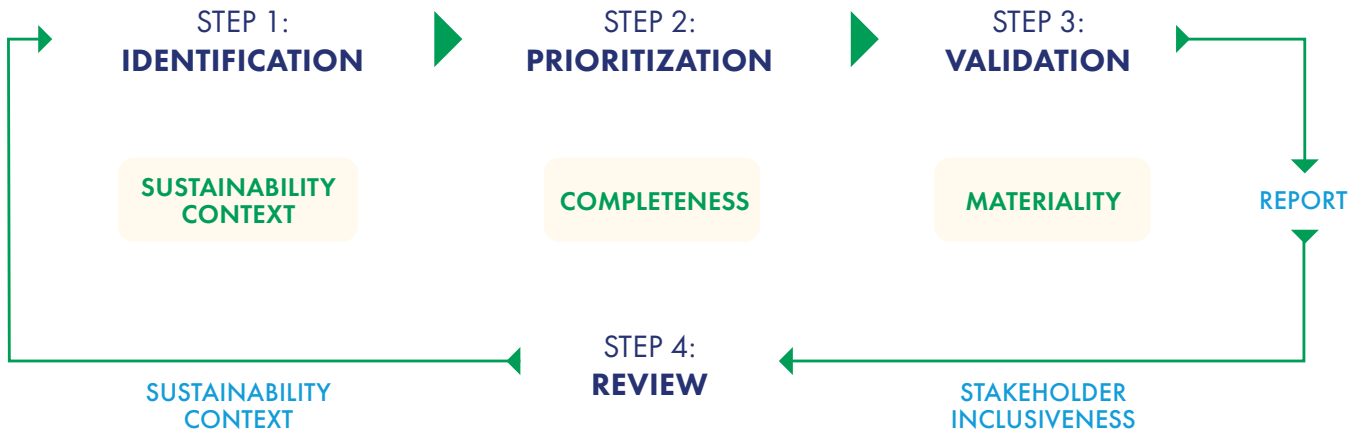 STEP 1:
IDENTIFICATION
STEP 2:
PRIORITIZATION
STEP 3:
VALIDATION
SUSTAINABILITY
CONTEXT
COMPLETENESS
MATERIALITY
REPORT
STEP 4:
REVIEW
SUSTAINABILITY
CONTEXT
STAKEHOLDER
INCLUSIVENESS